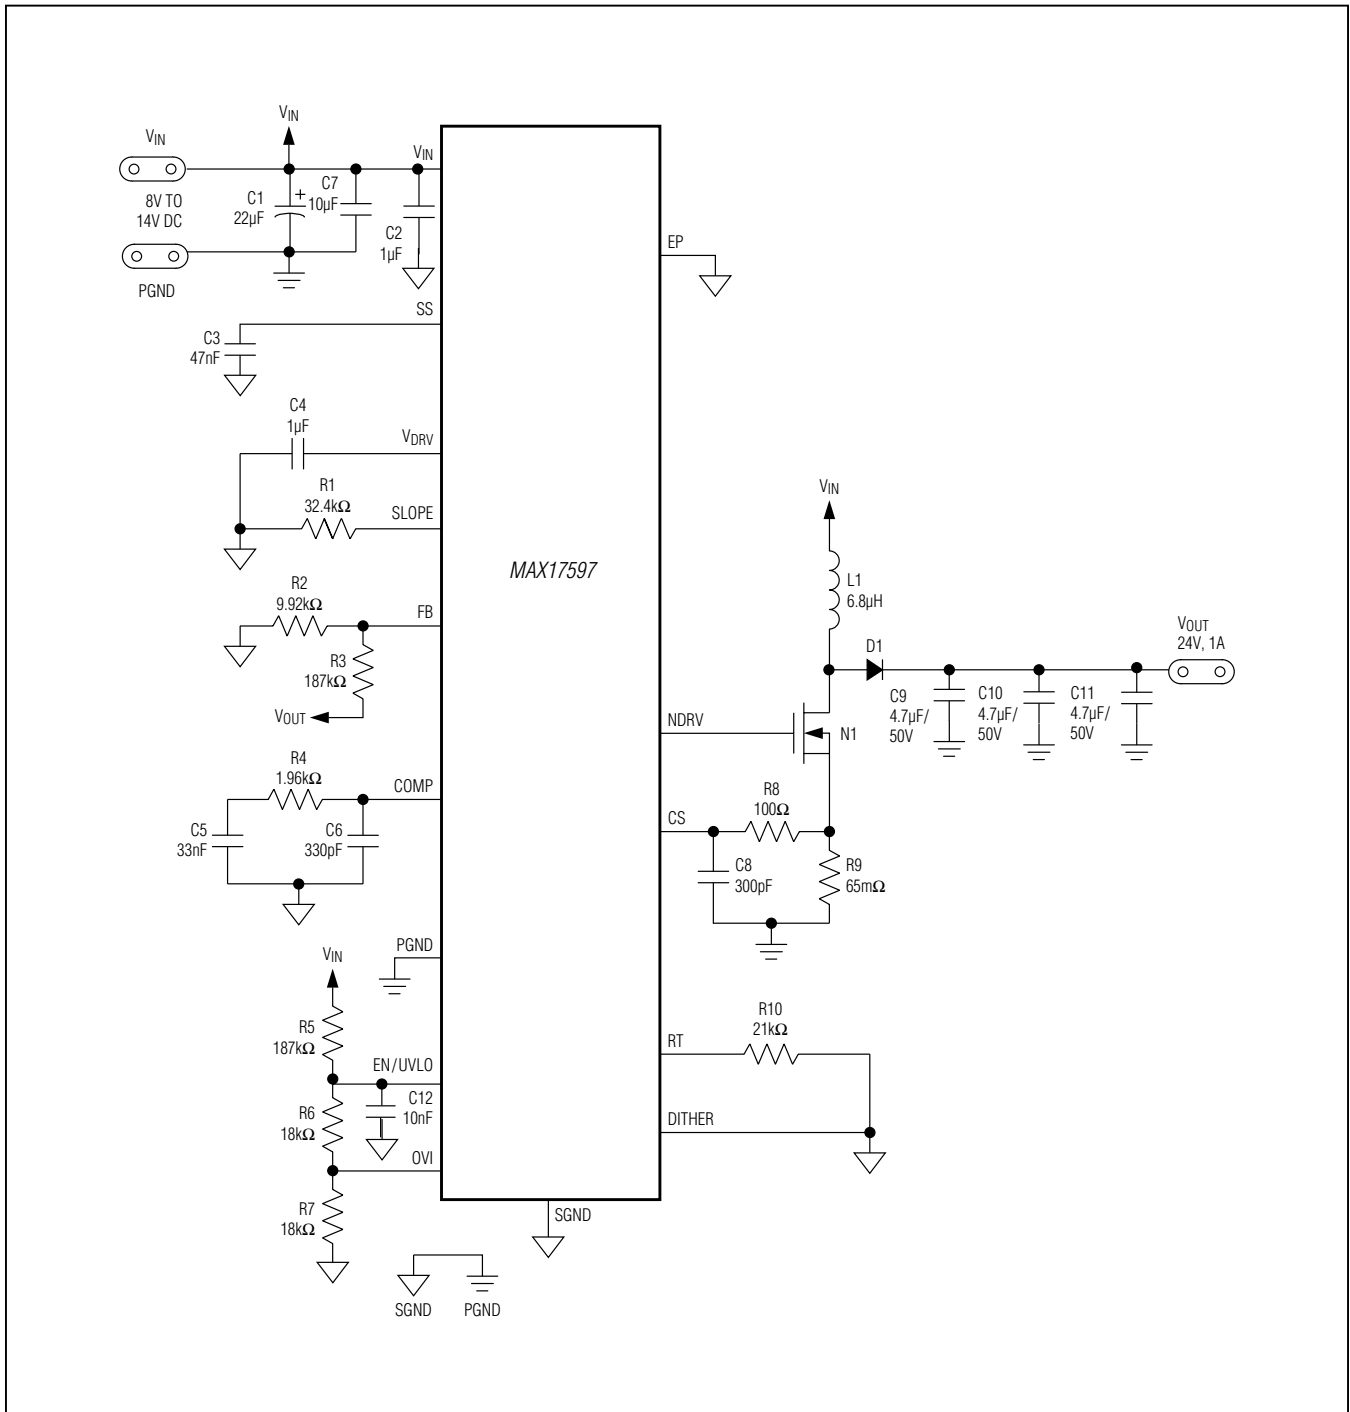 VIN
VIN
VIN
8V TO
14V DC
C1
22µF
+
C7
10µF
C2
1µF
PGND
EP
SS
C3
47nF
C4
1µF
VDRV
R1
32.4kΩ
SLOPE
MAX17597
R2
9.92kΩ
FB
R3
187kΩ
VOUT
VIN
L1
6.8µH
D1
VOUT
24V, 1A
C9
4.7µF/
50V
C10
4.7µF/
50V
C11
4.7µF/
50V
NDRV
N1
R4
1.96kΩ
COMP
C5
33nF
C6
330pF
CS
R8
100Ω
C8
300pF
R9
65mΩ
PGND
VIN
R5
187kΩ
EN/UVLO
C12
10nF
R6
18kΩ
OVI
R7
18kΩ
RT
R10
21kΩ
DITHER
SGND
SGND
PGND